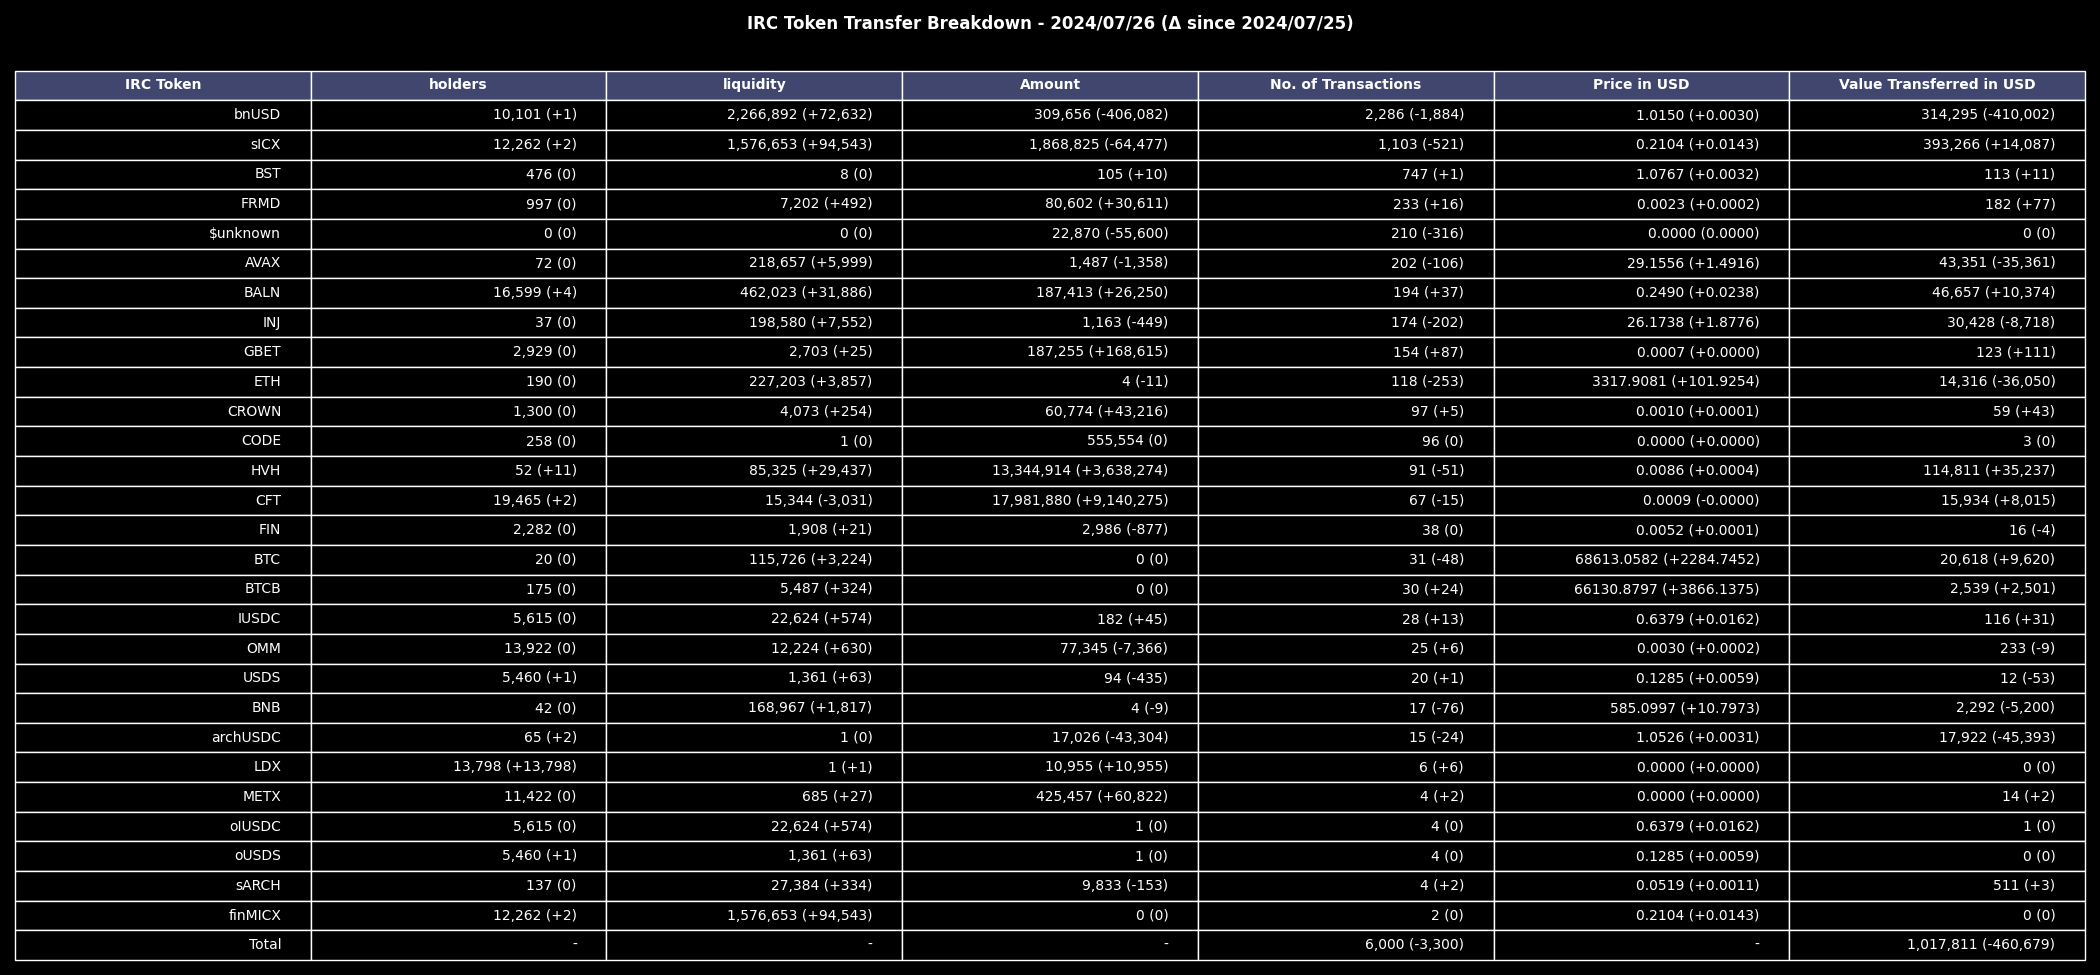 IRC Token Transfer Breakdown - 2024/07/26 (Δ since 2024/07/25)
IRC Token holders liquidity Amount No. of Transactions Price in USD Value Transferred in USD
bnUSD 10,101 (+1) 2,266,892 (+72,632) 309,656 (-406,082) 2,286 (-1,884) 1.0150 (+0.0030) 314,295 (-410,002)
sICX 12,262 (+2) 1,576,653 (+94,543) 1,868,825 (-64,477) 1,103 (-521) 0.2104 (+0.0143) 393,266 (+14,087)
BST 476 (0) 8 (0) 105 (+10) 747 (+1) 1.0767 (+0.0032) 113 (+11)
FRMD 997 (0) 7,202 (+492) 80,602 (+30,611) 233 (+16) 0.0023 (+0.0002) 182 (+77)
$unknown 0 (0) 0 (0) 22,870 (-55,600) 210 (-316) 0.0000 (0.0000) 0 (0)
AVAX 72 (0) 218,657 (+5,999) 1,487 (-1,358) 202 (-106) 29.1556 (+1.4916) 43,351 (-35,361)
BALN 16,599 (+4) 462,023 (+31,886) 187,413 (+26,250) 194 (+37) 0.2490 (+0.0238) 46,657 (+10,374)
INJ 37 (0) 198,580 (+7,552) 1,163 (-449) 174 (-202) 26.1738 (+1.8776) 30,428 (-8,718)
GBET 2,929 (0) 2,703 (+25) 187,255 (+168,615) 154 (+87) 0.0007 (+0.0000) 123 (+111)
ETH 190 (0) 227,203 (+3,857) 4 (-11) 118 (-253) 3317.9081 (+101.9254) 14,316 (-36,050)
CROWN 1,300 (0) 4,073 (+254) 60,774 (+43,216) 97 (+5) 0.0010 (+0.0001) 59 (+43)
CODE 258 (0) 1 (0) 555,554 (0) 96 (0) 0.0000 (+0.0000) 3 (0)
HVH 52 (+11) 85,325 (+29,437) 13,344,914 (+3,638,274) 91 (-51) 0.0086 (+0.0004) 114,811 (+35,237)
CFT 19,465 (+2) 15,344 (-3,031) 17,981,880 (+9,140,275) 67 (-15) 0.0009 (-0.0000) 15,934 (+8,015)
FIN 2,282 (0) 1,908 (+21) 2,986 (-877) 38 (0) 0.0052 (+0.0001) 16 (-4)
BTC 20 (0) 115,726 (+3,224) 0 (0) 31 (-48) 68613.0582 (+2284.7452) 20,618 (+9,620)
BTCB 175 (0) 5,487 (+324) 0 (0) 30 (+24) 66130.8797 (+3866.1375) 2,539 (+2,501)
IUSDC 5,615 (0) 22,624 (+574) 182 (+45) 28 (+13) 0.6379 (+0.0162) 116 (+31)
OMM 13,922 (0) 12,224 (+630) 77,345 (-7,366) 25 (+6) 0.0030 (+0.0002) 233 (-9)
USDS 5,460 (+1) 1,361 (+63) 94 (-435) 20 (+1) 0.1285 (+0.0059) 12 (-53)
BNB 42 (0) 168,967 (+1,817) 4 (-9) 17 (-76) 585.0997 (+10.7973) 2,292 (-5,200)
archUSDC 65 (+2) 1 (0) 17,026 (-43,304) 15 (-24) 1.0526 (+0.0031) 17,922 (-45,393)
LDX 13,798 (+13,798) 1 (+1) 10,955 (+10,955) 6 (+6) 0.0000 (+0.0000) 0 (0)
METX 11,422 (0) 685 (+27) 425,457 (+60,822) 4 (+2) 0.0000 (+0.0000) 14 (+2)
oIUSDC 5,615 (0) 22,624 (+574) 1 (0) 4 (0) 0.6379 (+0.0162) 1 (0)
oUSDS 5,460 (+1) 1,361 (+63) 1 (0) 4 (0) 0.1285 (+0.0059) 0 (0)
sARCH 137 (0) 27,384 (+334) 9,833 (-153) 4 (+2) 0.0519 (+0.0011) 511 (+3)
finMICX 12,262 (+2) 1,576,653 (+94,543) 0 (0) 2 (0) 0.2104 (+0.0143) 0 (0)
Total - - - 6,000 (-3,300) - 1,017,811 (-460,679)